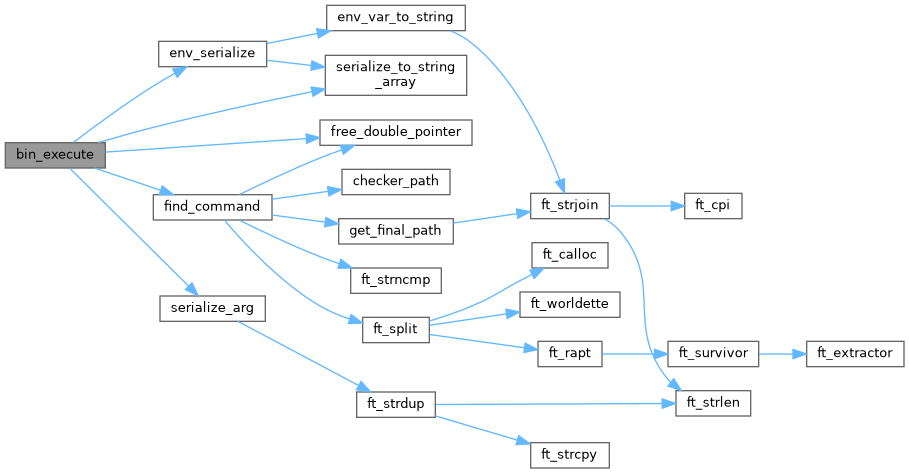 bin_execute
env_serialize
env_var_to_string
serialize_to_string
_array
free_double_pointer
find_command
checker_path
get_final_path
ft_strncmp
ft_split
serialize_arg
ft_strdup
ft_strjoin
ft_calloc
ft_worldette
ft_rapt
ft_strcpy
ft_cpi
ft_survivor
ft_strlen
ft_extractor